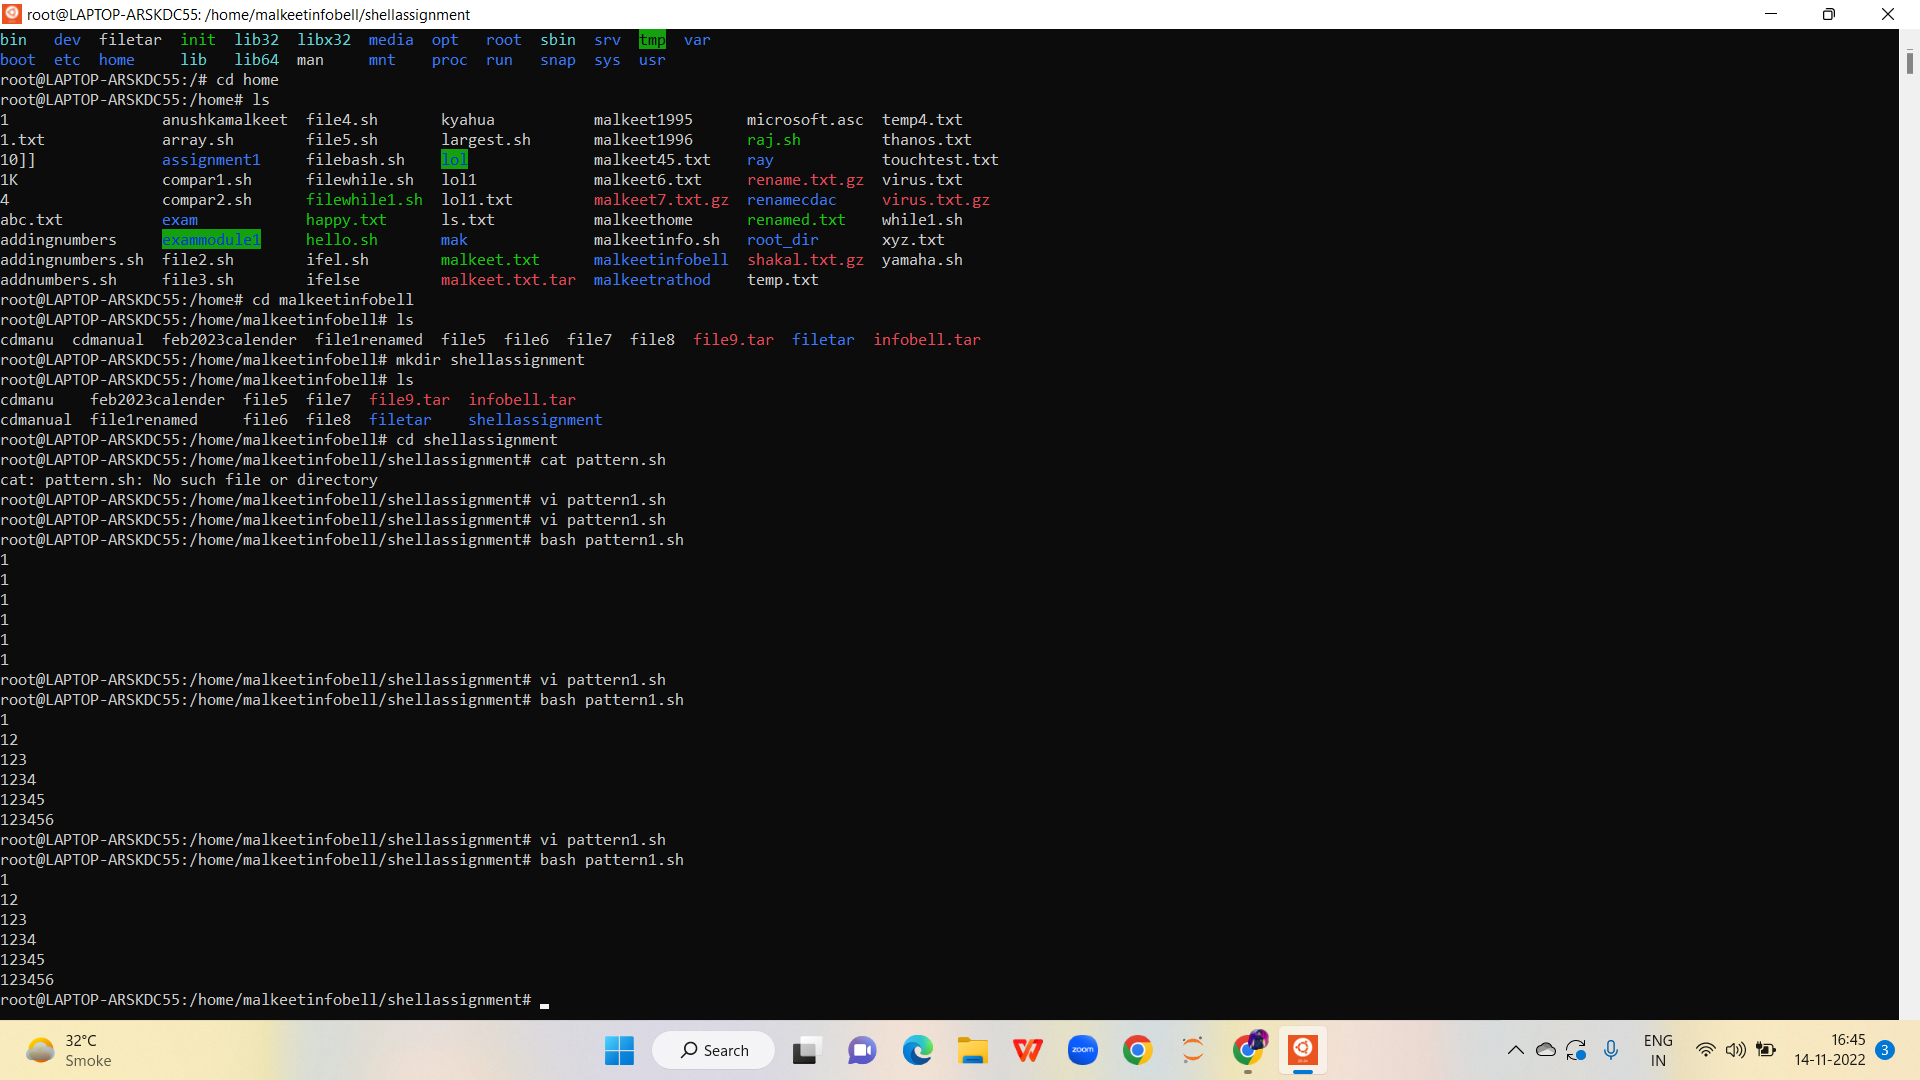 root@LAPTOP-ARSKDC55: /home/malkeetinfobell/shellassignment
bin dev filetar init lib32 libx32 media opt root sbin srv tmp var
boot etc home lib lib64 man mnt proc run snap sys usr
root@LAPTOP-ARSKDC55:/# cd home
root@LAPTOP-ARSKDC55:/home# ls
1 anushkamalkeet file4.sh kyahua malkeet1995 microsoft.asc temp4.txt
1.txt array.sh file5.sh largest.sh malkeet1996 raj.sh thanos.txt
10]] assignment1 filebash.sh lol malkeet45.txt ray touchtest.txt
1K compar1.sh filewhile.sh lol1 malkeet6.txt rename.txt.gz virus.txt
4 compar2.sh filewhile1.sh lol1.txt malkeet7.txt.gz renamecdac virus.txt.gz
abc.txt exam happy.txt ls.txt malkeethome renamed.txt while1.sh
addingnumbers exammodule1 hello.sh mak malkeetinfo.sh root_dir xyz.txt
addingnumbers.sh file2.sh ifel.sh malkeet.txt malkeetinfobell shakal.txt.gz yamaha.sh
addnumbers.sh file3.sh ifelse malkeet.txt.tar malkeetrathod temp.txt
root@LAPTOP-ARSKDC55:/home# cd malkeetinfobell
root@LAPTOP-ARSKDC55:/home/malkeetinfobell# ls
cdmanu cdmanual feb2023calender file1renamed file5 file6 file7 file8 file9.tar filetar infobell.tar
root@LAPTOP-ARSKDC55:/home/malkeetinfobell# mkdir shellassignment
root@LAPTOP-ARSKDC55:/home/malkeetinfobell# ls
cdmanu feb2023calender file5 file7 file9.tar infobell.tar
cdmanual file1renamed file6 file8 filetar shellassignment
root@LAPTOP-ARSKDC55:/home/malkeetinfobell# cd shellassignment
root@LAPTOP-ARSKDC55:/home/malkeetinfobell/shellassignment# cat pattern.sh
cat: pattern.sh: No such file or directory
root@LAPTOP-ARSKDC55:/home/malkeetinfobell/shellassignment# vi pattern1.sh
root@LAPTOP-ARSKDC55:/home/malkeetinfobell/shellassignment# vi pattern1.sh
root@LAPTOP-ARSKDC55:/home/malkeetinfobell/shellassignment# bash pattern1.sh
1
1
1
1
1
1
root@LAPTOP-ARSKDC55:/home/malkeetinfobell/shellassignment# vi pattern1.sh
root@LAPTOP-ARSKDC55:/home/malkeetinfobell/shellassignment# bash pattern1.sh
1
12
123
1234
12345
123456
root@LAPTOP-ARSKDC55:/home/malkeetinfobell/shellassignment# vi pattern1.sh
root@LAPTOP-ARSKDC55:/home/malkeetinfobell/shellassignment# bash pattern1.sh
1
12
123
1234
12345
123456
root@LAPTOP-ARSKDC55:/home/malkeetinfobell/shellassignment#
32°C
Smoke
Search
zoom
ENG
IN
16:45
14-11-2022
3